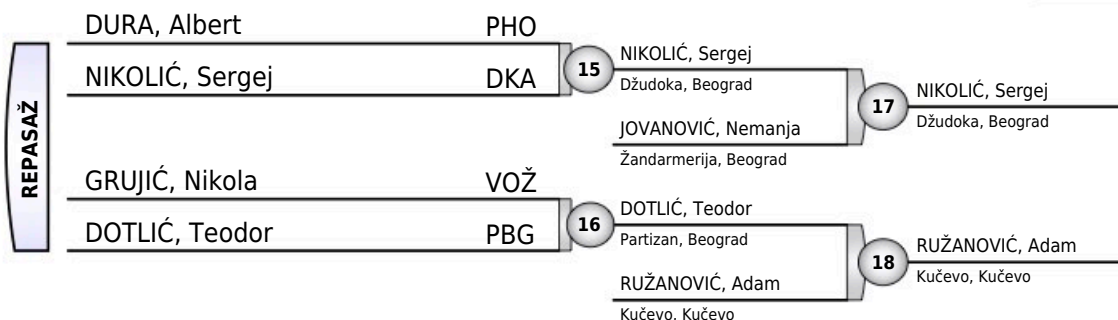 REPASAŽ
DURA, Albert PHO
NIKOLIĆ, Sergej DKA
15
NIKOLIĆ, Sergej
Džudoka, Beograd
JOVANOVIĆ, Nemanja
Žandarmerija, Beograd
17
NIKOLIĆ, Sergej
Džudoka, Beograd
GRUJIĆ, Nikola VOŽ
DOTLIĆ, Teodor PBG
16
DOTLIĆ, Teodor
Partizan, Beograd
RUŽANOVIĆ, Adam
Kučevo, Kučevo
18
RUŽANOVIĆ, Adam
Kučevo, Kučevo